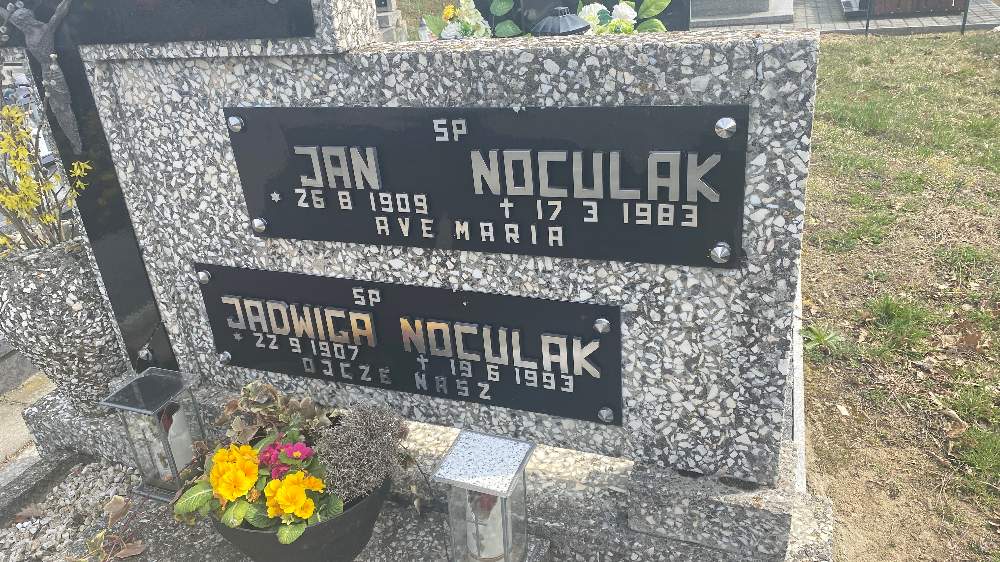 SP
JAN NOCULAK
* 26 8 1909 † 17 3 1983
AVE MARIA
SP
JADWIGA NOCULAK
* 22 9 1907 † 19 6 1993
OJCZE NASZ